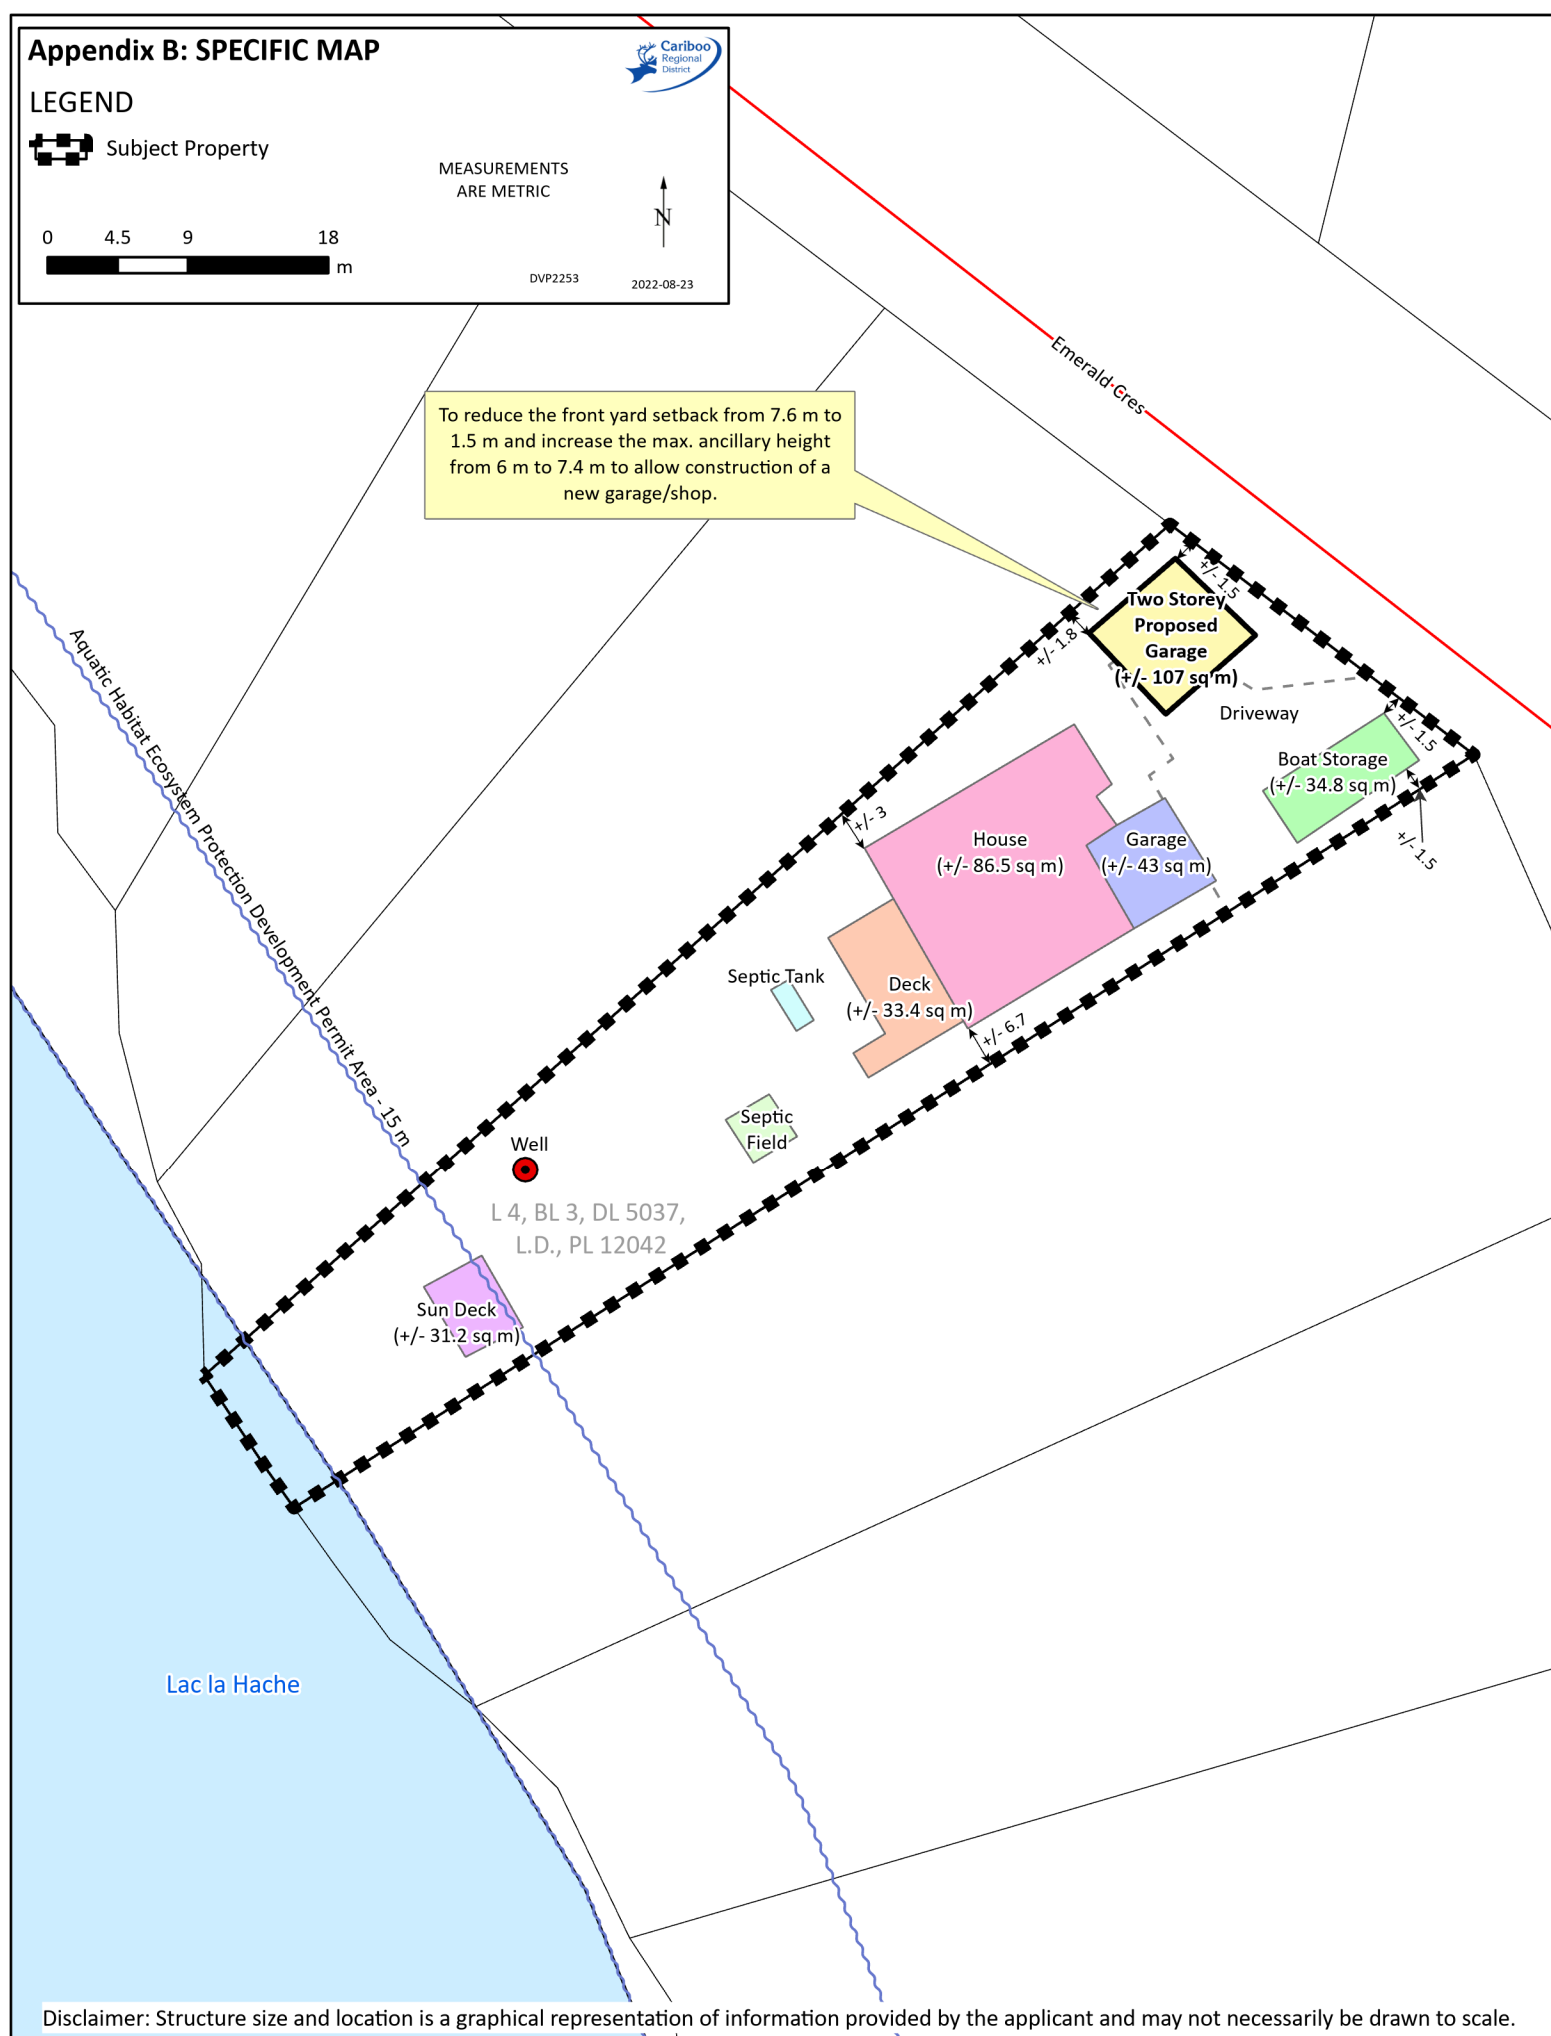 Appendix B: SPECIFIC MAP
Cariboo
Regional
District
LEGEND
Subject Property
MEASUREMENTS
ARE METRIC
N
0 4.5 9 18
m
DVP2253
2022-08-23
Emerald Cres
To reduce the front yard setback from 7.6 m to
1.5 m and increase the max. ancillary height
from 6 m to 7.4 m to allow construction of a
new garage/shop.
+/- 1.5
Two Storey
Proposed
Garage
(+/- 107 sq m)
+/- 1.8
Driveway
+/- 1.5
Boat Storage
(+/- 34.8 sq m)
+/- 1.5
+/- 3
House
(+/- 86.5 sq m)
Garage
(+/- 43 sq m)
Aquatic Habitat Ecosystem Protection Development Permit Area - 15 m
Septic Tank
Deck
(+/- 33.4 sq m)
+/- 6.7
Septic
Field
Well
L 4, BL 3, DL 5037,
L.D., PL 12042
Sun Deck
(+/- 31.2 sq m)
Lac la Hache
Disclaimer: Structure size and location is a graphical representation of information provided by the applicant and may not necessarily be drawn to scale.